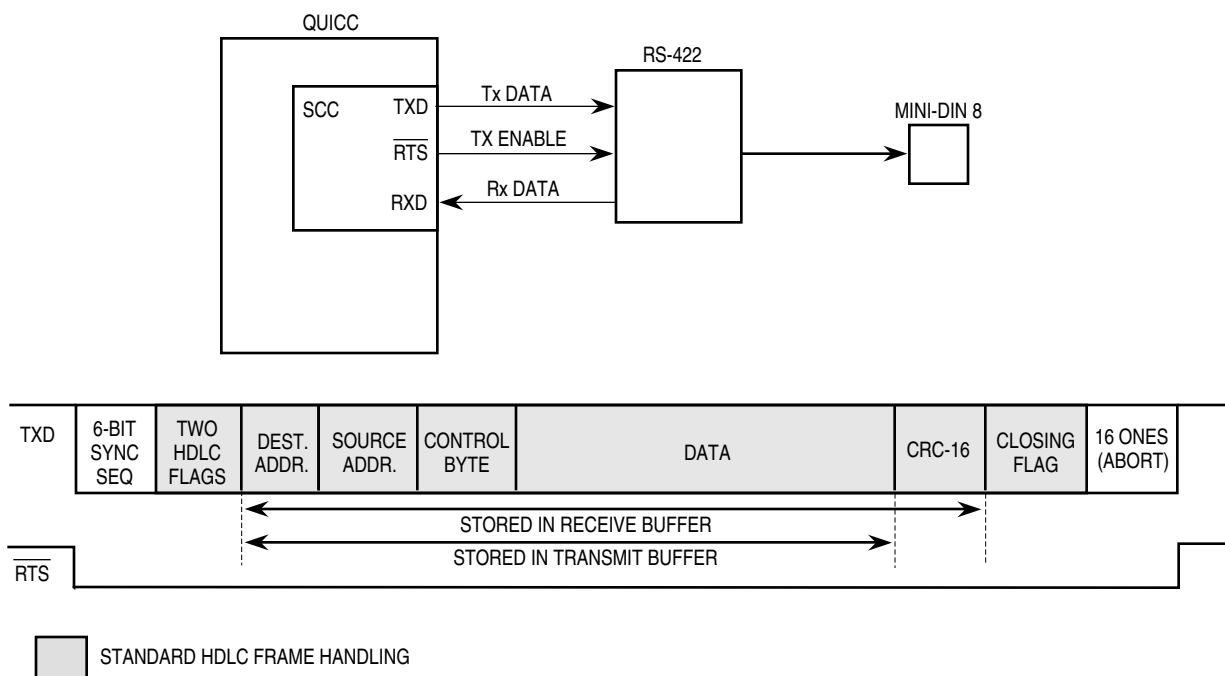 QUICC
RS-422
SCC
TXD
Tx DATA
MINI-DIN 8
RTS
TX ENABLE
RXD
Rx DATA
TXD
6-BIT
SYNC
SEQ
TWO
HDLC
FLAGS
DEST.
ADDR.
SOURCE
ADDR.
CONTROL
BYTE
DATA
CRC-16
CLOSING
FLAG
16 ONES
(ABORT)
STORED IN RECEIVE BUFFER
STORED IN TRANSMIT BUFFER
RTS
STANDARD HDLC FRAME HANDLING